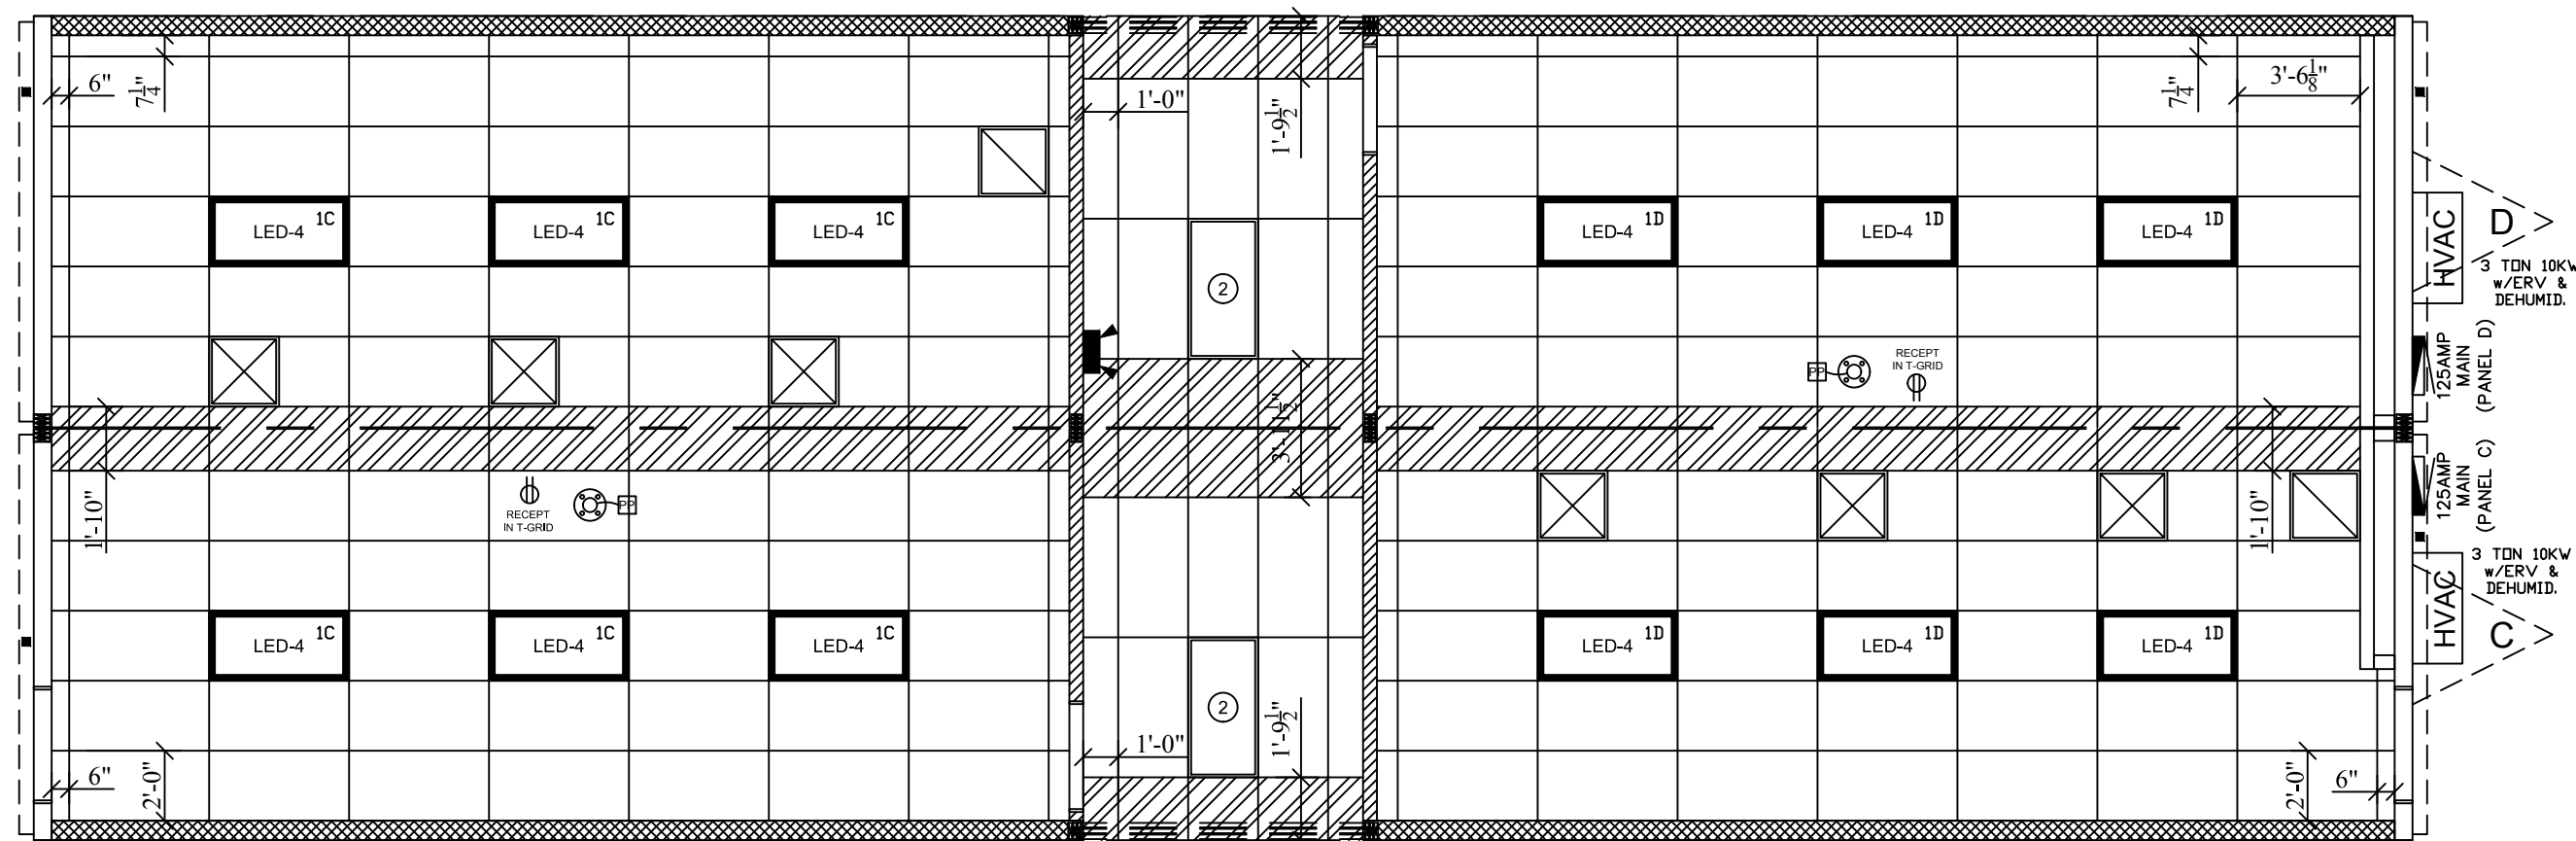 6"
7 1/4"
1'-0"
1'-9 1/2"
7 1/4"
3'-6 1/8"
LED-4 1C
LED-4 1C
LED-4 1C
LED-4 1D
LED-4 1D
LED-4 1D
HVAC
D
3 TON 10KW
w/ERV &
DEHUMID.
2
125AMP
MAIN
(PANEL D)
PP
RECEPT
IN T-GRID
3'-11 1/2"
1'-10"
RECEPT
IN T-GRID
PP
1'-10"
125AMP
MAIN
(PANEL C)
3 TON 10KW
w/ERV &
DEHUMID.
HVAC
C
LED-4 1C
LED-4 1C
LED-4 1C
LED-4 1D
LED-4 1D
LED-4 1D
2
6"
2'-0"
1'-0"
1'-9 1/2"
2'-0"
6"